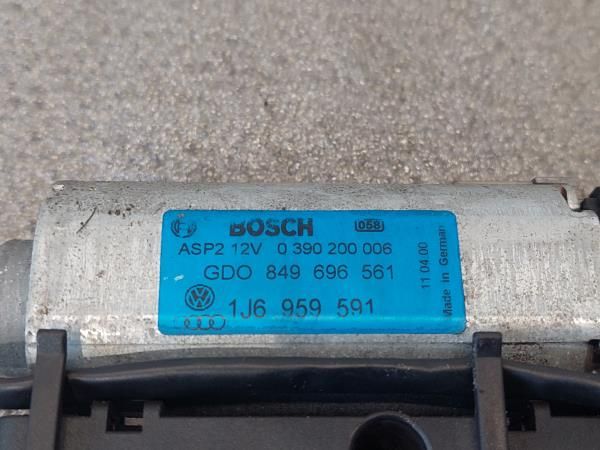 BOSCH 058
ASP2 12V 0 390 200 006
GDO 849 696 561
1J6 959 591
11 04.00
Made in German